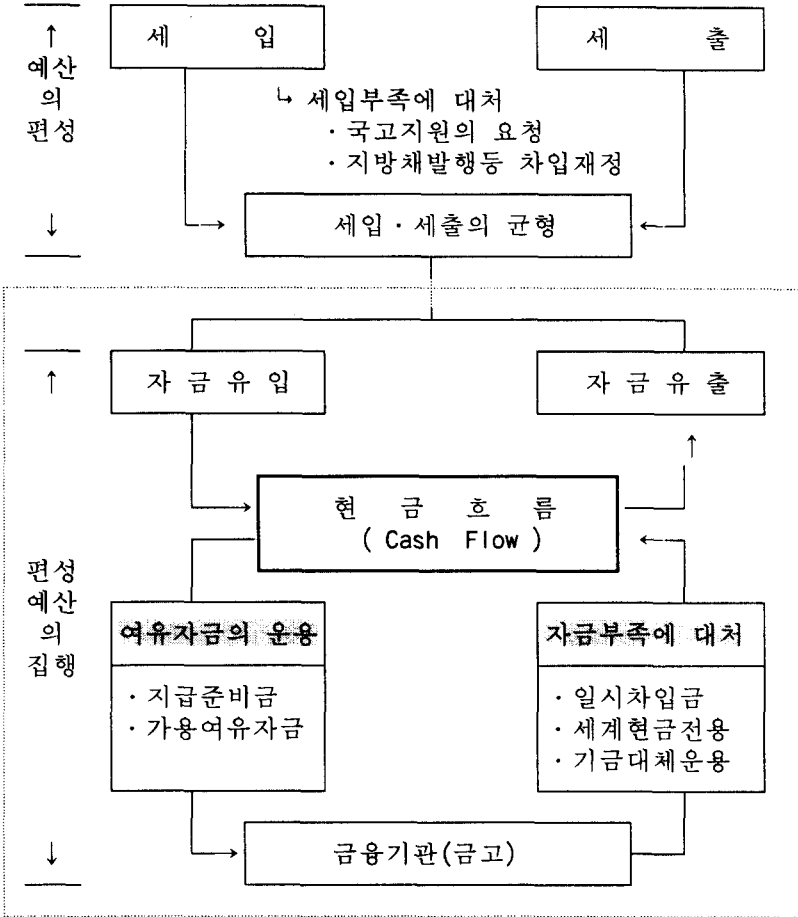 세 입
세 출
↑
예산
의
편성
↓
↳ 세입부족에 대처
· 국고지원의 요청
· 지방채발행등 차입재정
세입 · 세출의 균형
↑
편성
예산
의
집행
↓
자 금 유 입
자 금 유 출
현 금 흐 름
( Cash Flow )
여유자금의 운용
· 지급준비금
· 가용여유자금
자금부족에 대처
· 일시차입금
· 세계현금전용
· 기금대체운용
금융기관(금고)